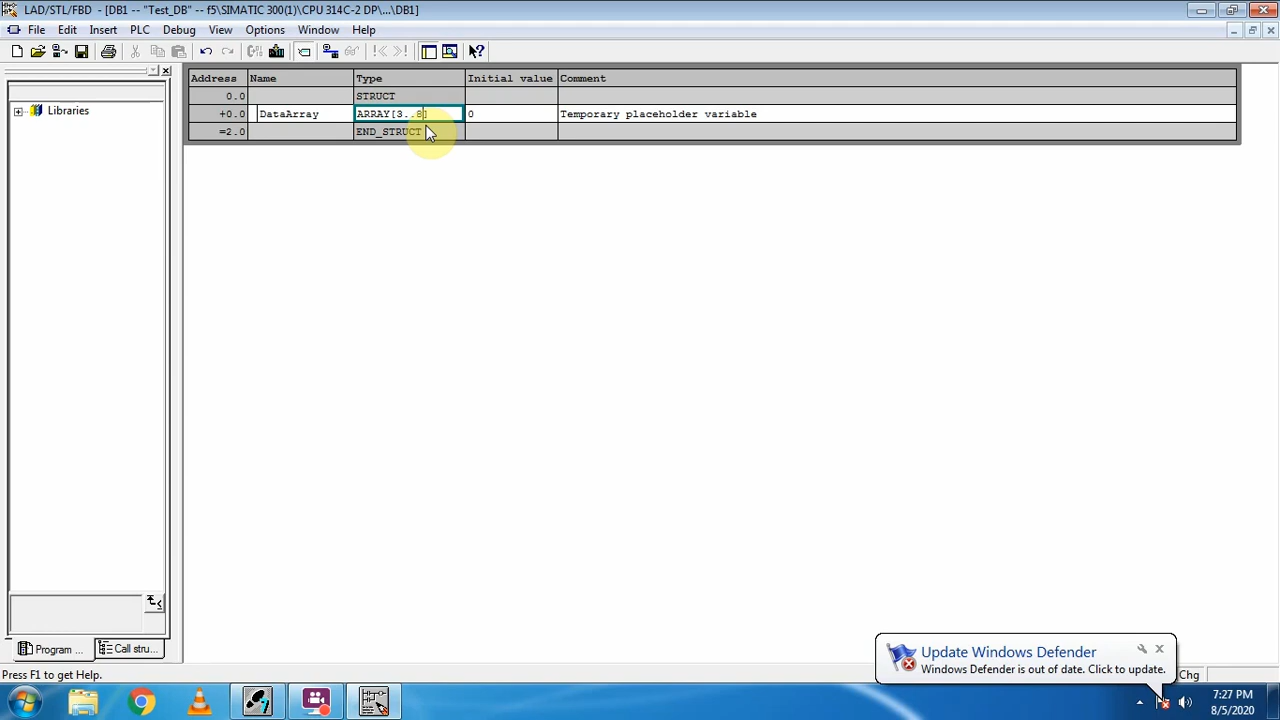 LAD/STL/FBD - [DB1 -- "Test_DB" -- f5\SIMATIC 300(1)\CPU 314C-2 DP\...\DB1]
File Edit Insert PLC Debug View Options Window Help
Address Name Type Initial value Comment
0.0 STRUCT
+0.0 DataArray ARRAY[3..8] 0 Temporary placeholder variable
=2.0 END_STRUCT
Libraries
Program ... Call stru...
Press F1 to get Help.
Chg
Update Windows Defender
Windows Defender is out of date. Click to update.
7:27 PM
8/5/2020